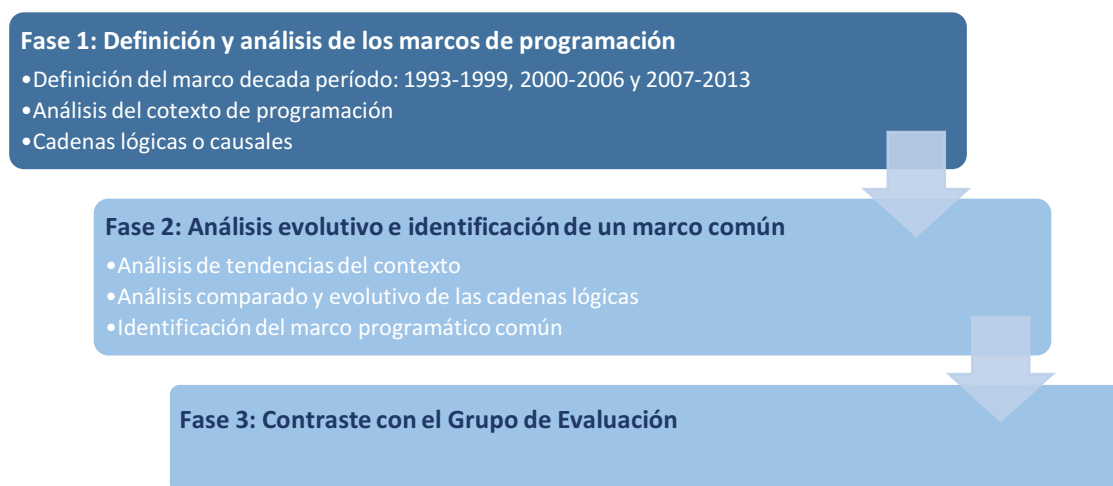 Fase 1: Definición y análisis de los marcos de programación
•Definición del marco decada período: 1993-1999, 2000-2006 y 2007-2013
•Análisis del cotexto de programación
•Cadenas lógicas o causales
Fase 2: Análisis evolutivo e identificación de un marco común
•Análisis de tendencias del contexto
•Análisis comparado y evolutivo de las cadenas lógicas
•Identificación del marco programático común
Fase 3: Contraste con el Grupo de Evaluación